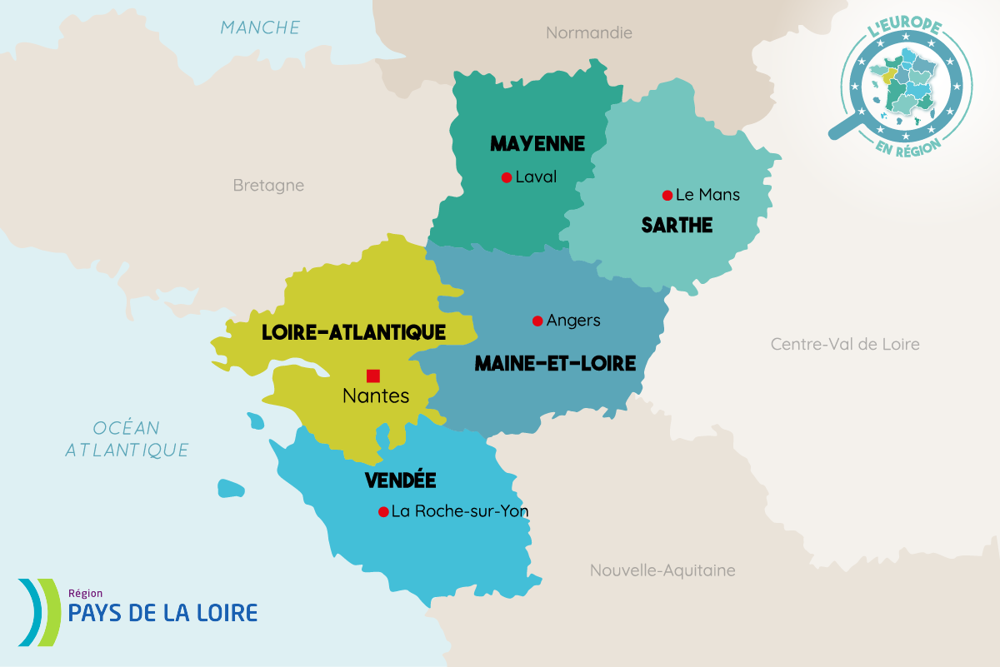 MANCHE
Normandie
L'EUROPE
EN RÉGION
MAYENNE
Laval
Bretagne
Le Mans
SARTHE
Angers
LOIRE-ATLANTIQUE
Centre-Val de Loire
MAINE-ET-LOIRE
Nantes
OCÉAN
ATLANTIQUE
VENDÉE
La Roche-sur-Yon
Nouvelle-Aquitaine
Région
PAYS DE LA LOIRE